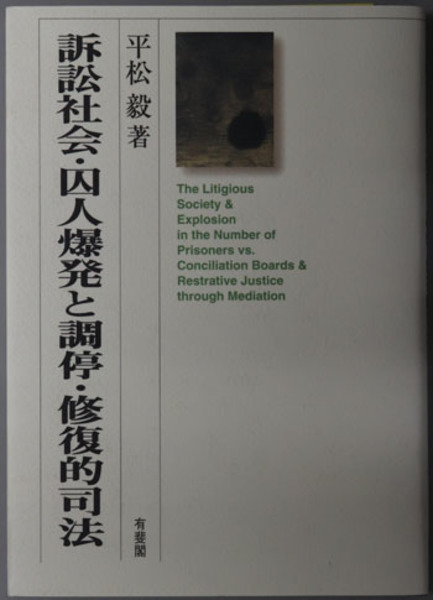 訴訟社会・囚人爆発と調停・修復的司法
平松 毅 著
The Litigious
Society &
Explosion
in the Number of
Prisoners vs.
Conciliation Boards &
Restrative Justice
through Mediation
有斐閣